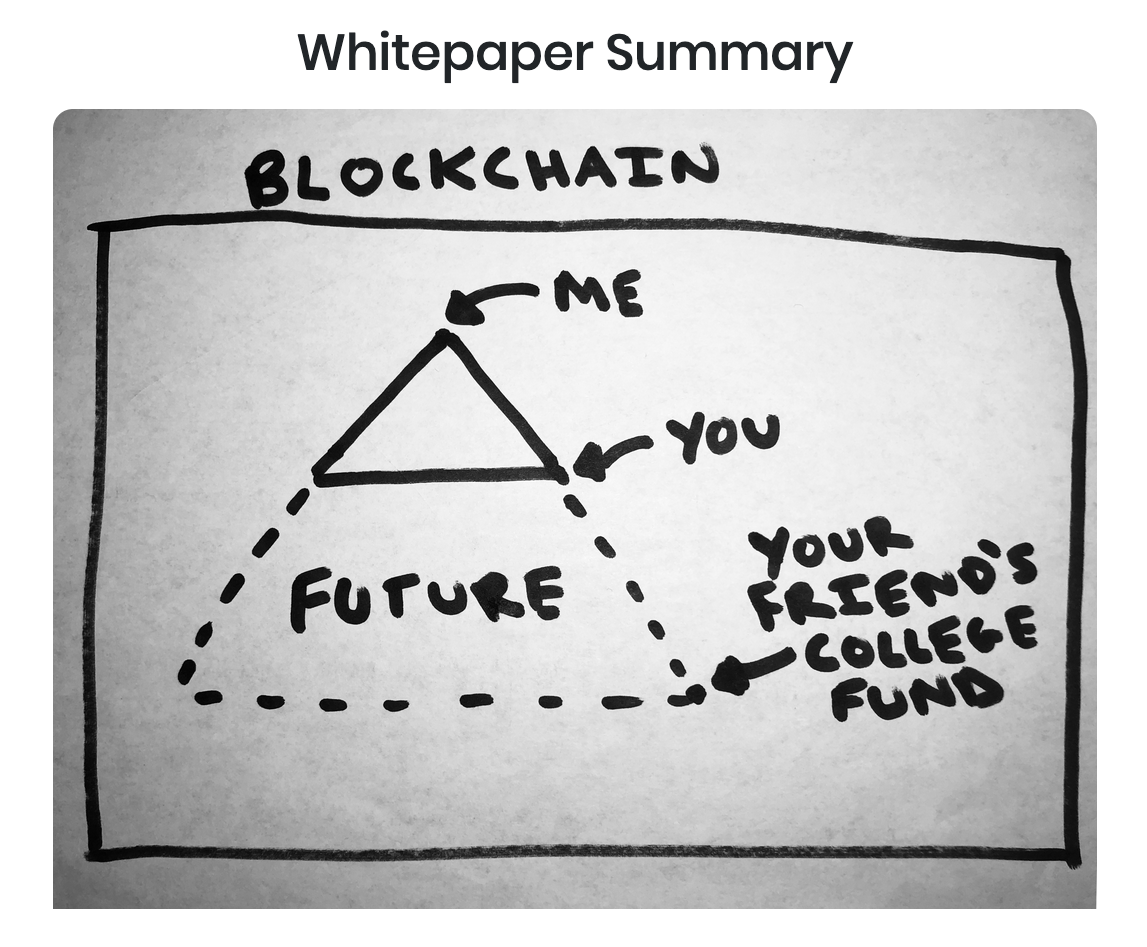 Whitepaper Summary
BLOCKCHAIN
ME
YOU
YOUR
FRIEND'S
COLLEGE
FUND
FUTURE